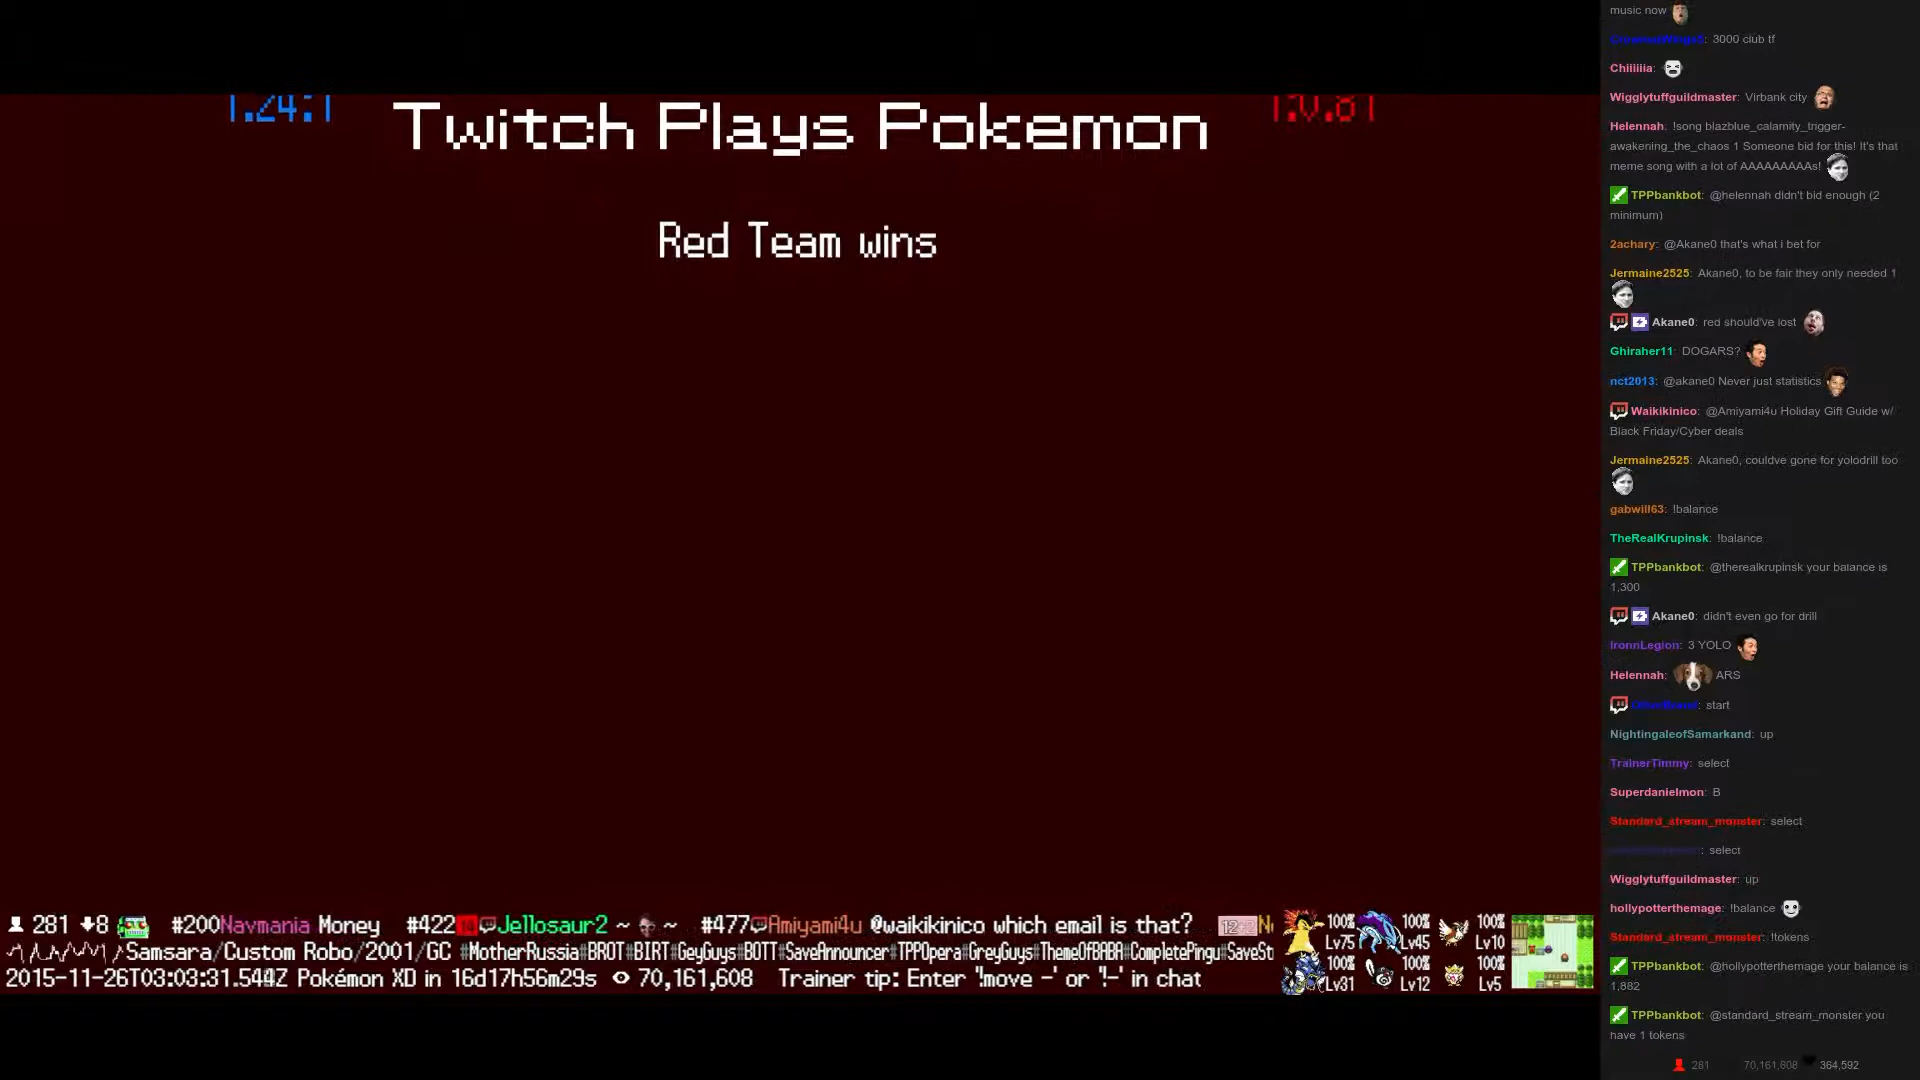 Twitch Plays Pokemon
Red Team wins
281 8 #200 Navmania Money #422 Jellosaur2 ~ ~ #477 Amiyami4u @waikikinico which email is that?
Samsara/Custom Robo/2001/GC #MotherRussia#BROT#BIRT#GeyGuys#BOTT#SaveAnnouncer#TPPOpera#GreyGuys#ThemeOfBABA#CompletePingu#SaveSt
2015-11-26T03:03:31 Pokémon XD in 16d17h56m29s 70,161,608 Trainer tip: Enter '!move -' or '!-' in chat
100% 100% 100%
Lv75 Lv45 Lv10
100% 100% 100%
Lv31 Lv12 Lv5
music now
: 3000 club tf
Chiiiiiia:
Wigglytuffguildmaster: Virbank city
Helennah: !song blazblue_calamity_trigger-
awakening_the_chaos 1 Someone bid for this! It's that
meme song with a lot of AAAAAAAAAs!
TPPbankbot: @helennah didn't bid enough (2
minimum)
2achary: @Akane0 that's what i bet for
Jermaine2525: Akane0, to be fair they only needed 1
Akane0: red should've lost
Ghiraher11: DOGARS?
nct2013: @akane0 Never just statistics
Waikikinico: @Amiyami4u Holiday Gift Guide w/
Black Friday/Cyber deals
Jermaine2525: Akane0, couldve gone for yolodrill too
gabwill63: !balance
TheRealKrupinsk: !balance
TPPbankbot: @therealkrupinsk your balance is
1,300
Akane0: didn't even go for drill
IronnLegion: 3 YOLO
Helennah: ARS
: start
NightingaleofSamarkand: up
TrainerTimmy: select
Superdanielmon: B
Standard_stream_monster: select
: select
Wigglytuffguildmaster: up
hollypotterthemage: !balance
Standard_stream_monster: !tokens
TPPbankbot: @hollypotterthemage your balance is
1,882
TPPbankbot: @standard_stream_monster you
have 1 tokens
281 70,161,608 364,592